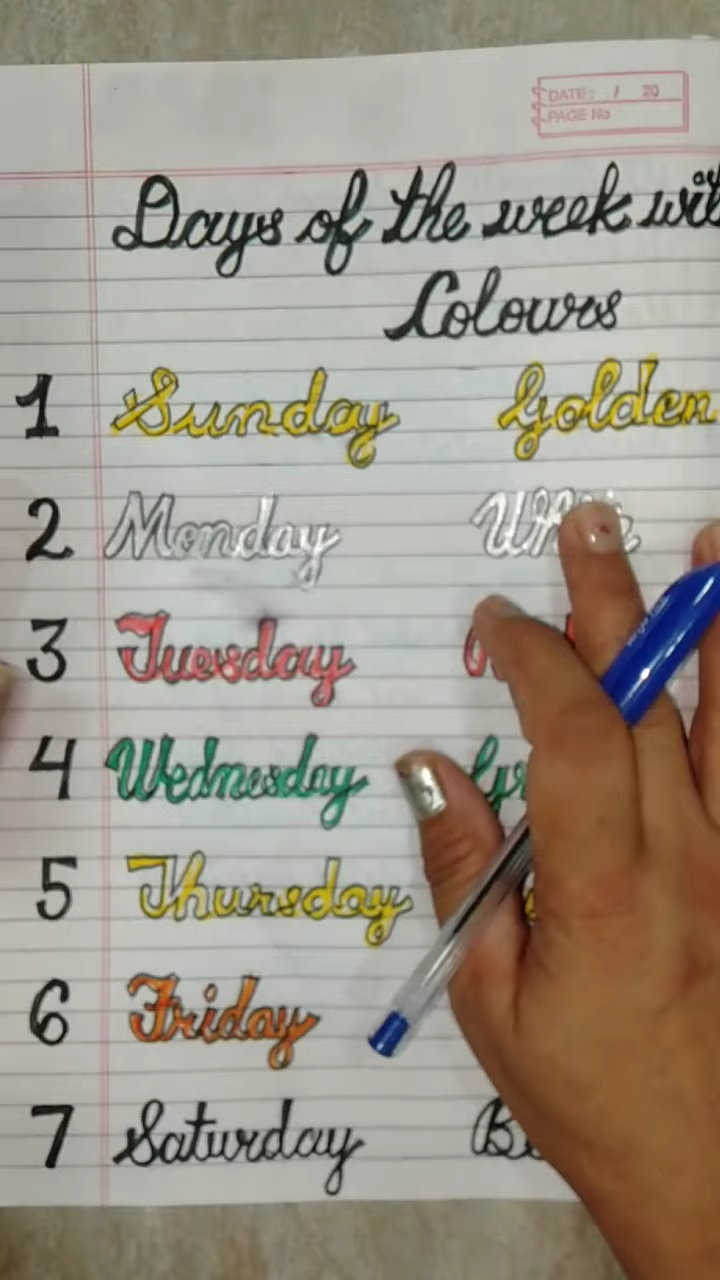 DATE: / 20
PAGE No
Days of the week
Colours
1 Sunday Golden
2 Monday
3 Tuesday
4 Wednesday
5 Thursday
6 Friday
7 Saturday